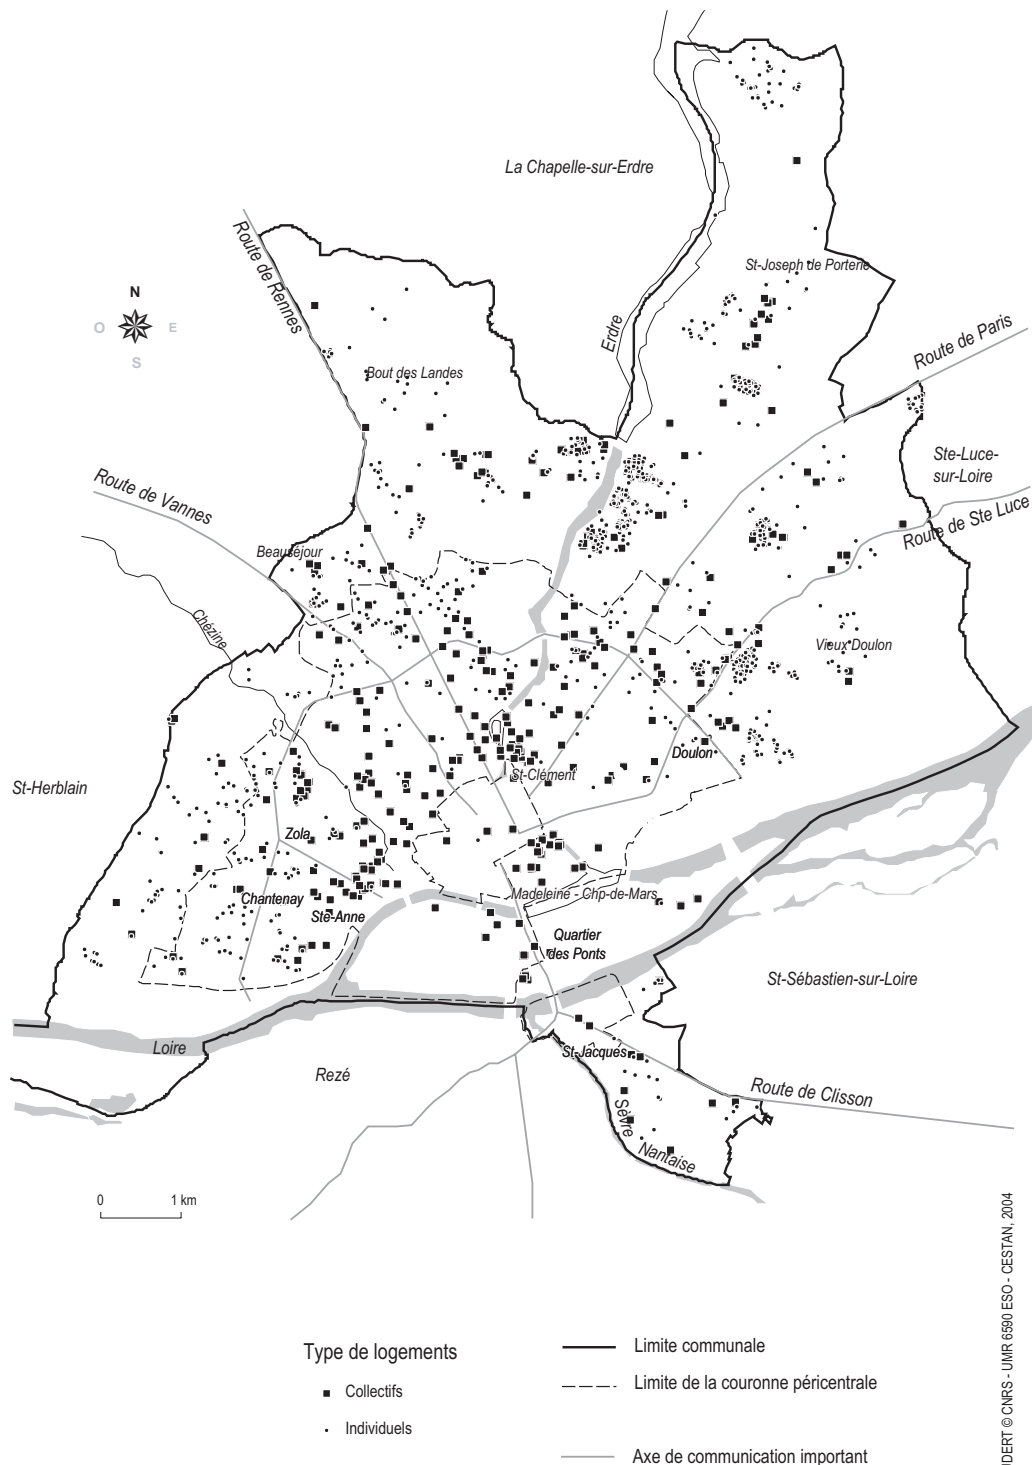 La Chapelle-sur-Erdre
Route de Rennes
St-Joseph de Porterie
N
O
E
S
Erdre
Route de Paris
Bout des Landes
Ste-Luce-
sur-Loire
Route de Vannes
Route de Ste Luce
Beauséjour
Chézine
Vieux Doulon
Doulon
St-Clément
St-Herblain
Zola
Chantenay
Ste-Anne
Madeleine - Chp-de-Mars
Quartier
des Ponts
St-Sébastien-sur-Loire
Loire
St-Jacques
Rezé
Route de Clisson
Sèvre
Nantaise
0
1 km
Type de logements
Collectifs
Individuels
Limite communale
Limite de la couronne péricentrale
Axe de communication important
© CNRS - UMR 6590 ESO - CESTAN, 2004